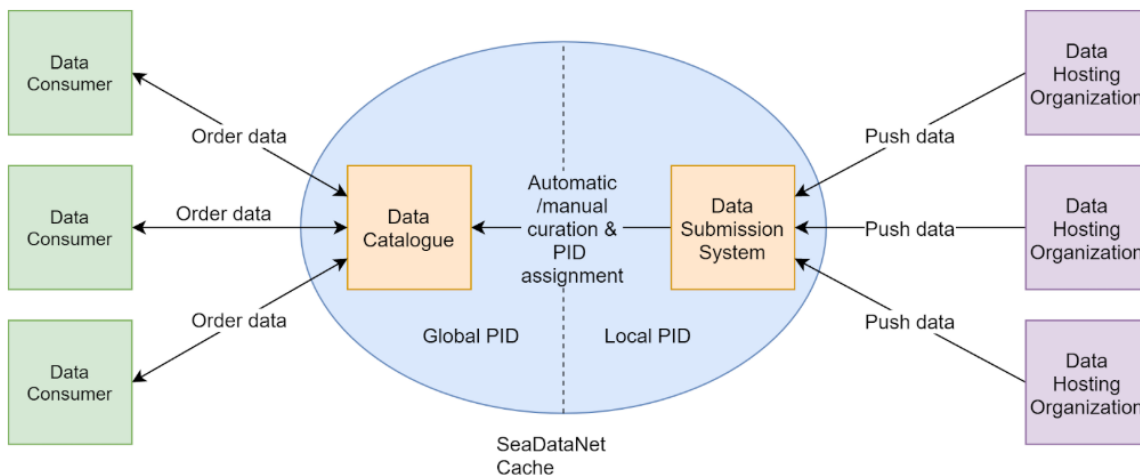 Data
Consumer
Order data
Data
Consumer
Order data
Data
Consumer
Order data
Data
Catalogue
Automatic
/manual
curation &
PID
assignment
Data
Submission
System
Global PID
Local PID
SeaDataNet
Cache
Push data
Data
Hosting
Organization
Push data
Data
Hosting
Organization
Push data
Data
Hosting
Organization